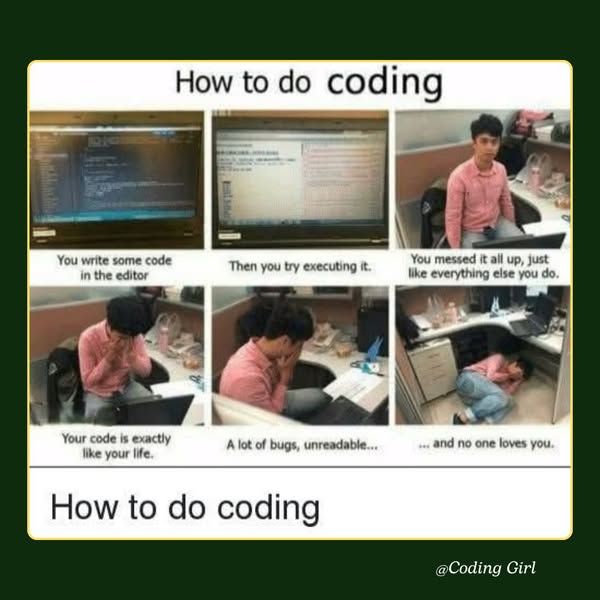 How to do coding
You write some code
in the editor
Then you try executing it.
You messed it all up, just
like everything else you do.
Your code is exactly
like your life.
A lot of bugs, unreadable...
... and no one loves you.
How to do coding
@Coding Girl